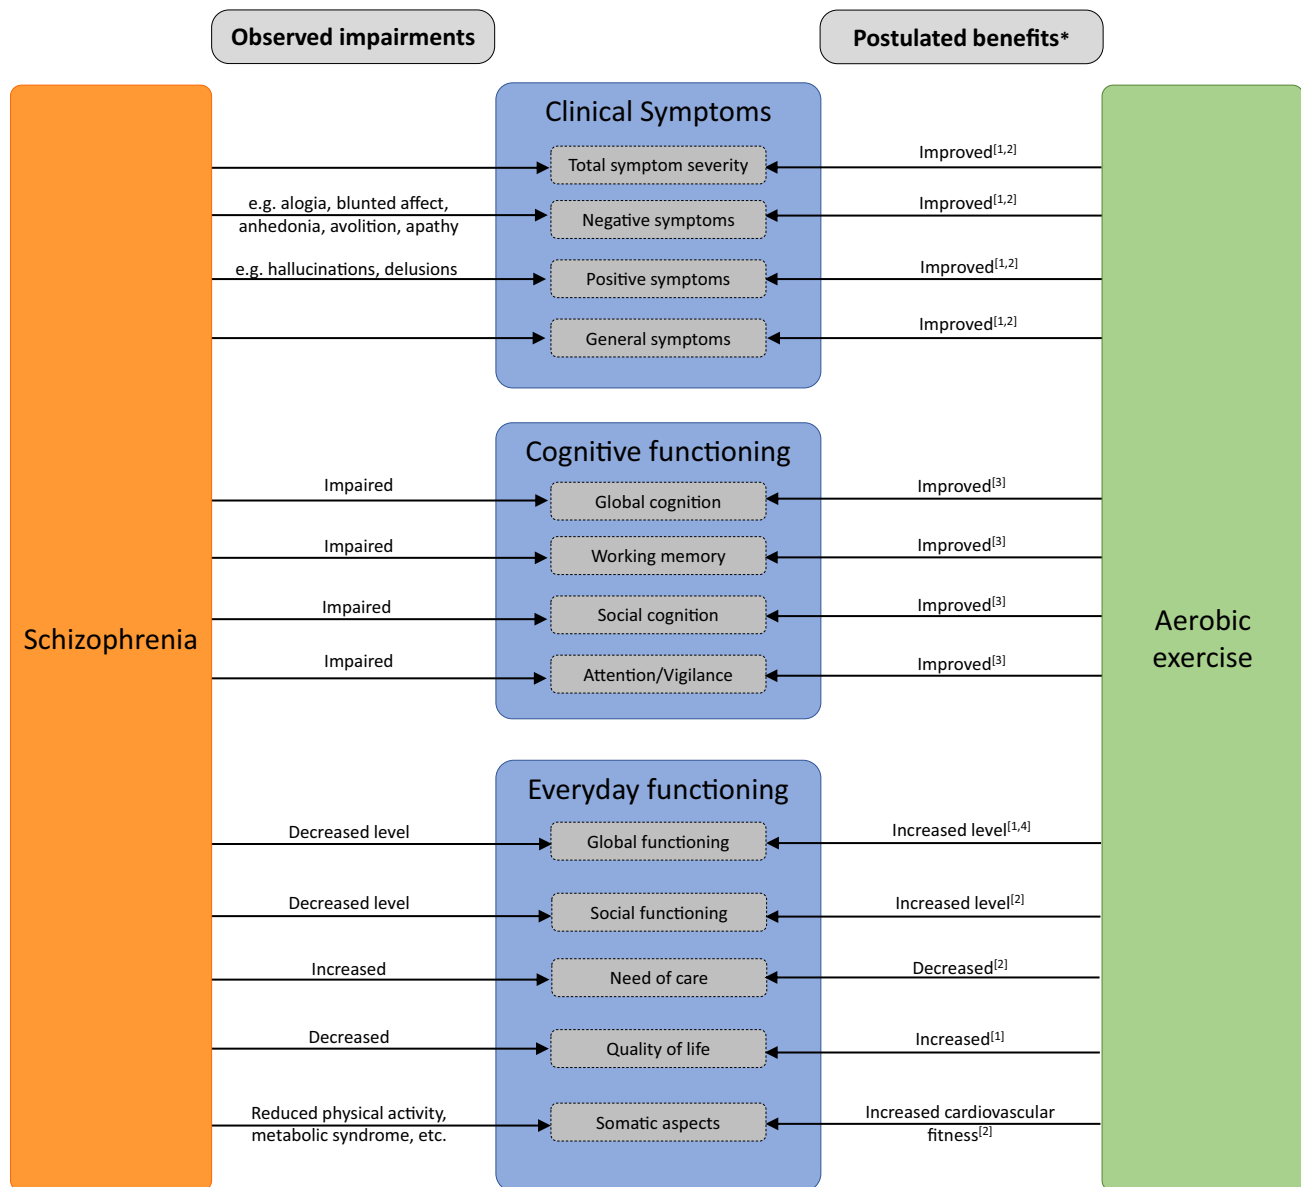 Observed impairments
Postulated benefits*
Schizophrenia
Clinical Symptoms
Total symptom severity
Improved[1,2]
e.g. alogia, blunted affect,
anhedonia, avolition, apathy
Negative symptoms
Improved[1,2]
e.g. hallucinations, delusions
Positive symptoms
Improved[1,2]
General symptoms
Improved[1,2]
Cognitive functioning
Impaired
Global cognition
Improved[3]
Impaired
Working memory
Improved[3]
Impaired
Social cognition
Improved[3]
Impaired
Attention/Vigilance
Improved[3]
Everyday functioning
Decreased level
Global functioning
Increased level[1,4]
Decreased level
Social functioning
Increased level[2]
Increased
Need of care
Decreased[2]
Decreased
Quality of life
Increased[1]
Reduced physical activity,
metabolic syndrome, etc.
Somatic aspects
Increased cardiovascular
fitness[2]
Aerobic
exercise